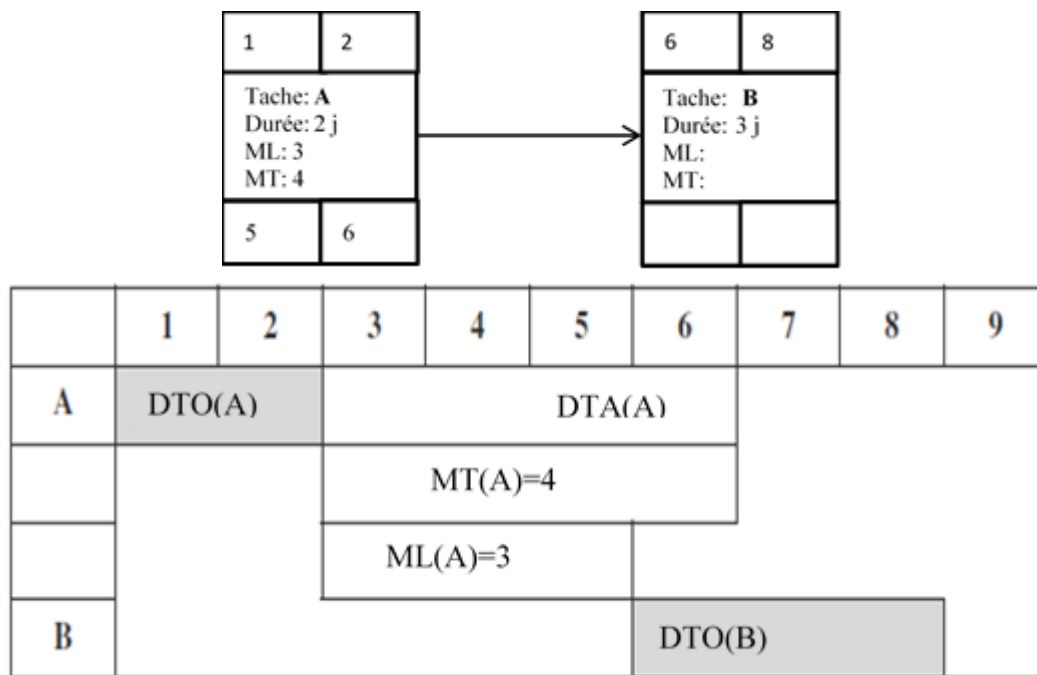 1 2
Tache: A
Durée: 2 j
ML: 3
MT: 4
5 6
6 8
Tache: B
Durée: 3 j
ML:
MT:
1 2 3 4 5 6 7 8 9
A DTO(A) DTA(A)
MT(A)=4
ML(A)=3
B DTO(B)